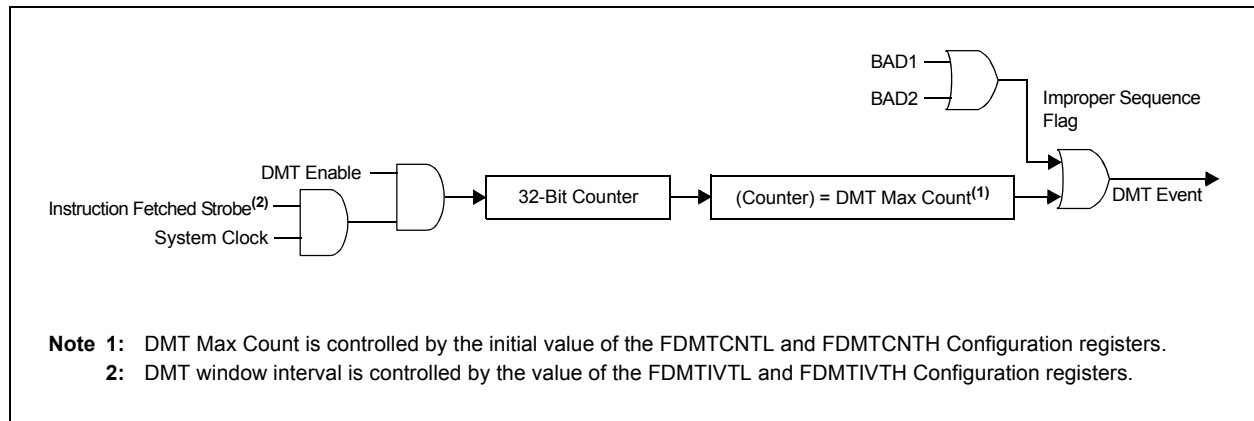 BAD1
BAD2
Improper Sequence
Flag
DMT Enable
Instruction Fetched Strobe(2)
System Clock
32-Bit Counter
(Counter) = DMT Max Count(1)
DMT Event
Note 1: DMT Max Count is controlled by the initial value of the FDMTCNTL and FDMTCNTH Configuration registers.
2: DMT window interval is controlled by the value of the FDMTIVTL and FDMTIVTH Configuration registers.